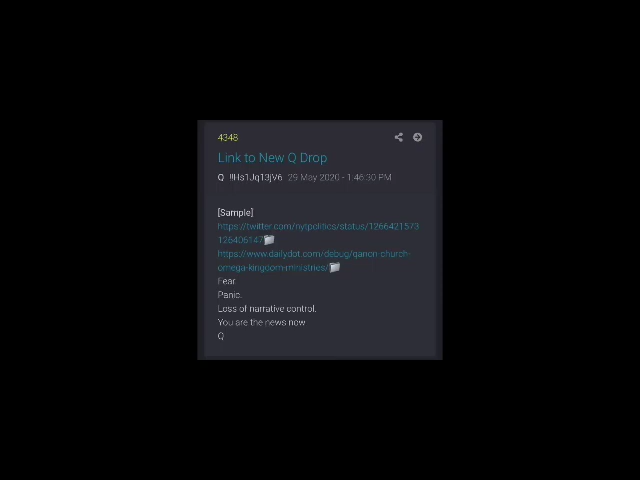 4348
Link to New Q Drop
Q !!Hs1Jq13jV6 29 May 2020 - 1:46:30 PM
[Sample]
https://twitter.com/nytpolitics/status/1266421573
126406147
https://www.dailydot.com/debug/qanon-church-
omega-kingdom-ministries/
Fear.
Panic.
Loss of narrative control.
You are the news now
Q